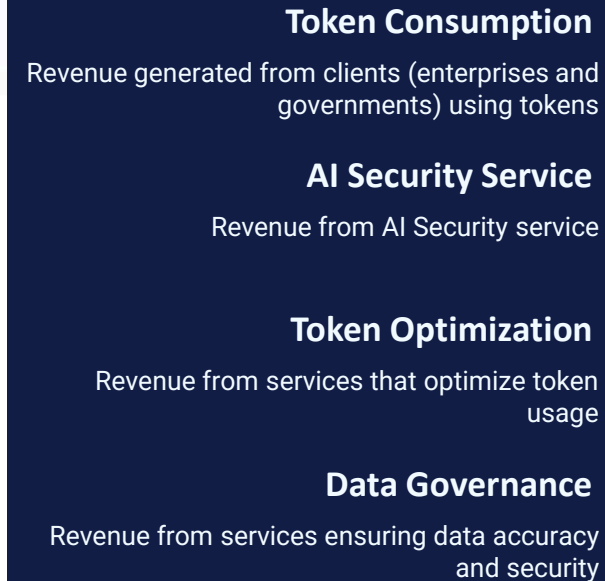 Token Consumption
Revenue generated from clients (enterprises and
governments) using tokens
AI Security Service
Revenue from AI Security service
Token Optimization
Revenue from services that optimize token
usage
Data Governance
Revenue from services ensuring data accuracy
and security